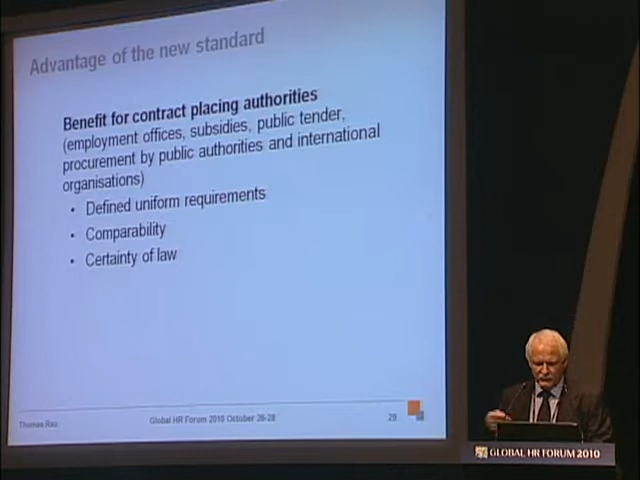 Advantage of the new standard
Benefit for contract placing authorities
(employment offices, subsidies, public tender,
procurement by public authorities and international
organisations)
• Defined uniform requirements
• Comparability
• Certainty of law
Thomas Rau Global HR Forum 2010 October 26-28 29
GLOBAL HR FORUM 2010